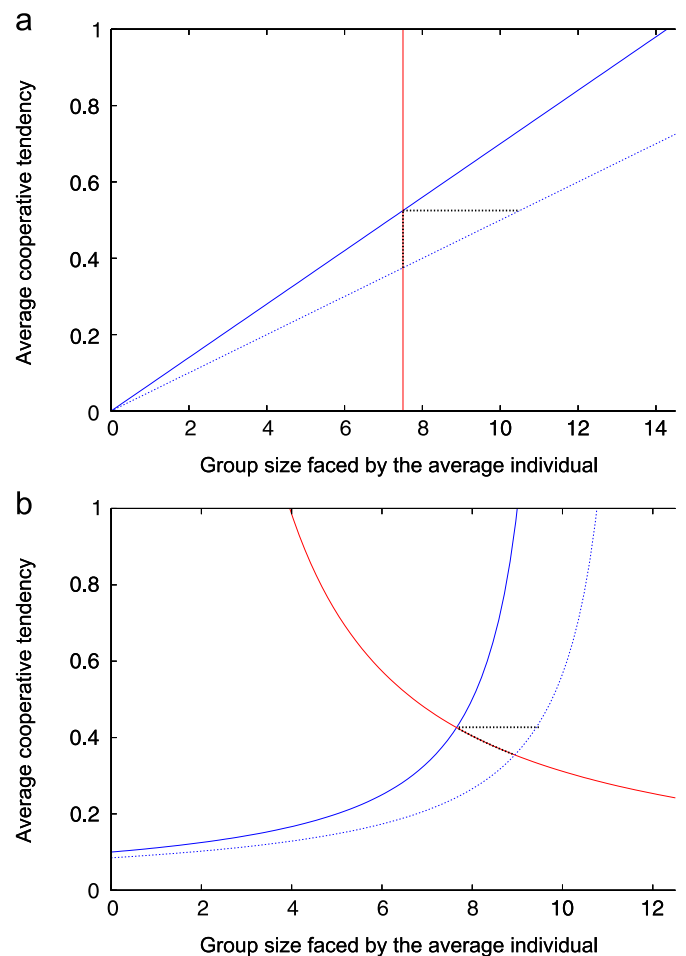 a
1
0.8
0.6
0.4
0.2
0
Average cooperative tendency
0 2 4 6 8 10 12 14
Group size faced by the average individual
b
1
0.8
0.6
0.4
0.2
0
Average cooperative tendency
0 2 4 6 8 10 12
Group size faced by the average individual